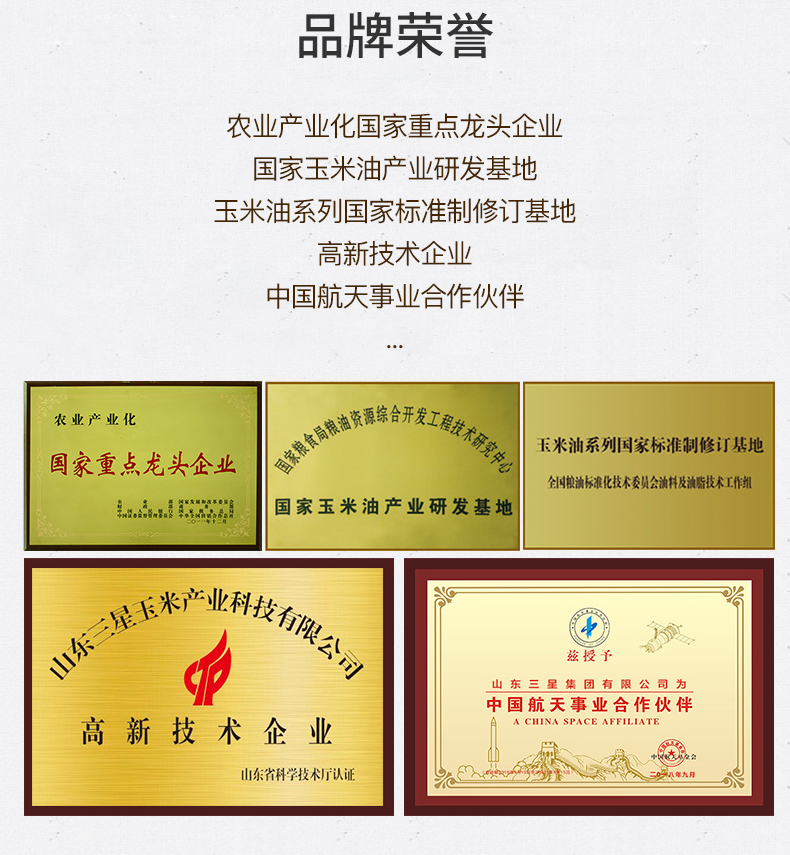 品牌荣誉
农业产业化国家重点龙头企业
国家玉米油产业研发基地
玉米油系列国家标准制修订基地
高新技术企业
中国航天事业合作伙伴
...
农业产业化
国家重点龙头企业
二〇一一年十二月
国家粮食局粮油资源综合开发工程技术研究中心
国家玉米油产业研发基地
玉米油系列国家标准制修订基地
全国粮油标准化技术委员会油料及油脂技术工作组
山东三星玉米产业科技有限公司
高新技术企业
山东省科学技术厅认证
兹授予
山东三星集团有限公司为
中国航天事业合作伙伴
A CHINA SPACE AFFILIATE
中国航天基金会
二〇一八年九月